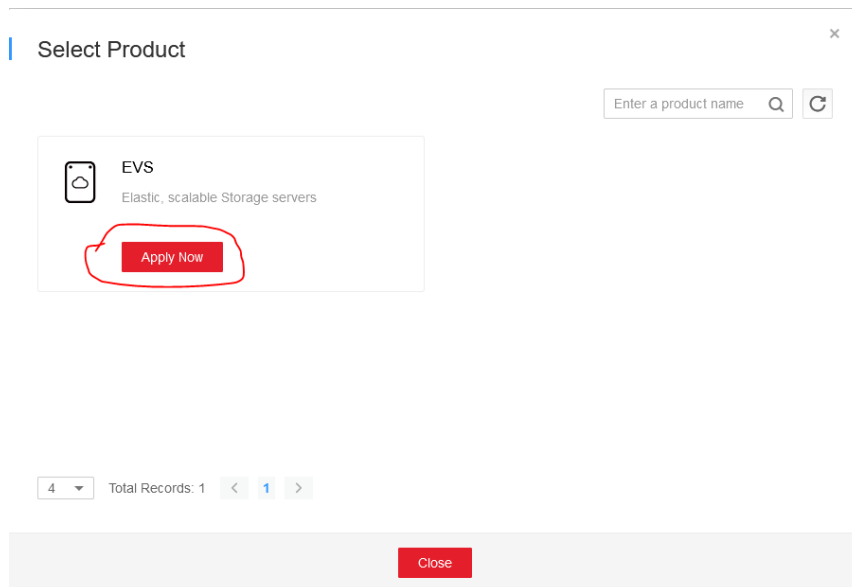 ×
Select Product
Enter a product name
EVS
Elastic, scalable Storage servers
Apply Now
4 Total Records: 1 < 1 >
Close